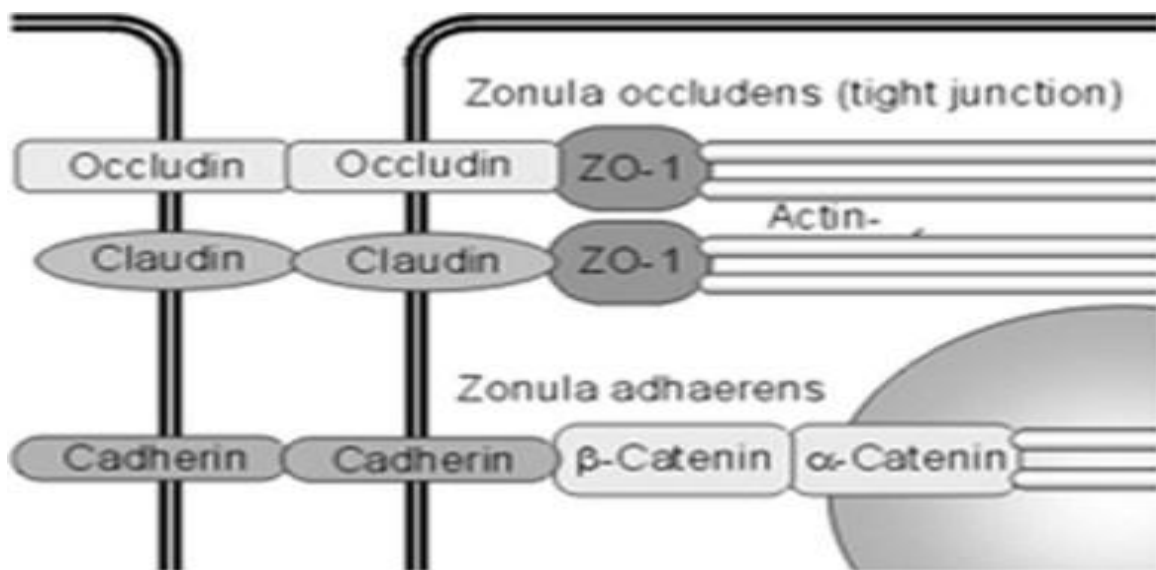 Zonula occludens (tight junction)
Occludin Occludin ZO-1
Actin-
Claudin Claudin ZO-1
Zonula adhaerens
Cadherin Cadherin β-Catenin α-Catenin